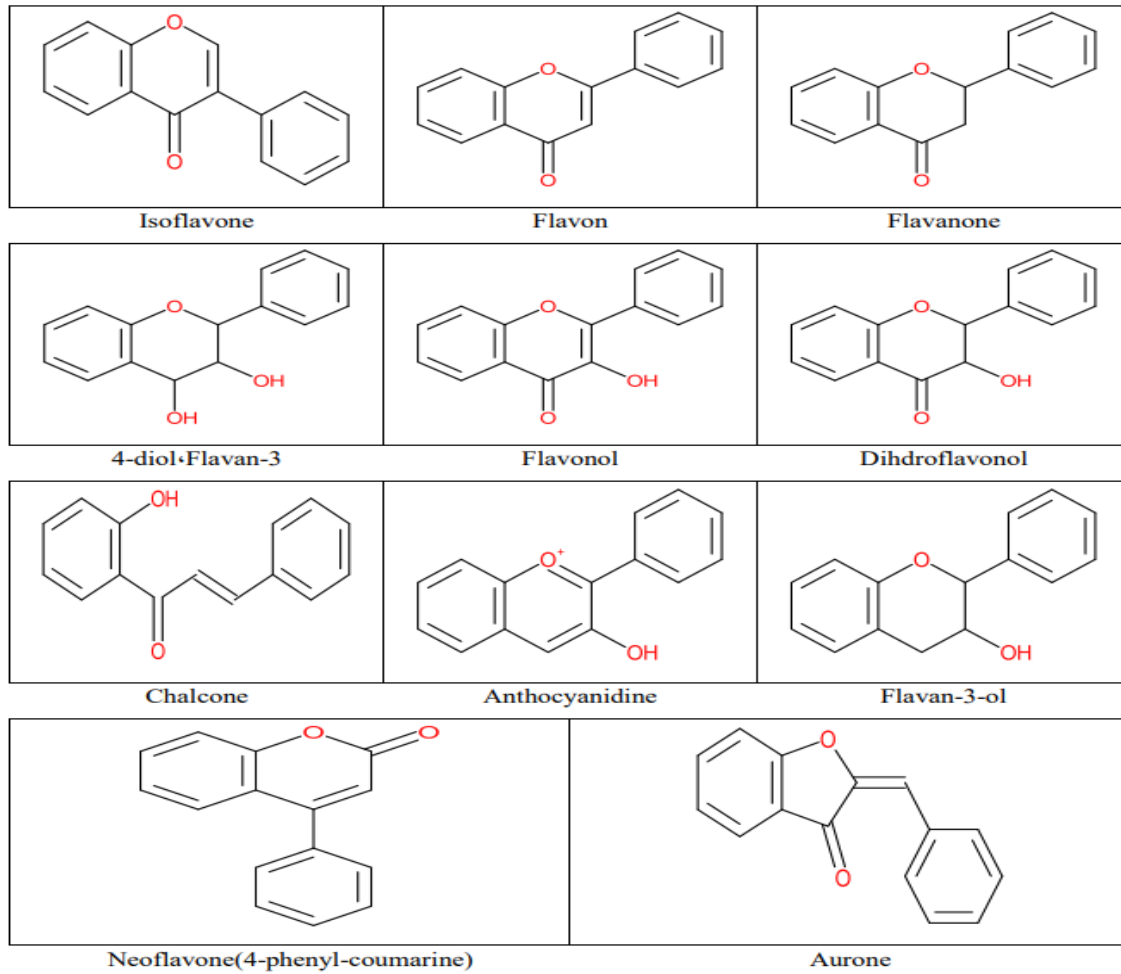 O
O
Isoflavone
O
O
Flavon
O
O
Flavanone
O
OH
OH
4-diol،Flavan-3
O
OH
O
Flavonol
O
OH
O
Dihdroflavonol
OH
O
Chalcone
O+
OH
Anthocyanidine
O
OH
Flavan-3-ol
O
O
Neoflavone(4-phenyl-coumarine)
O
O
Aurone